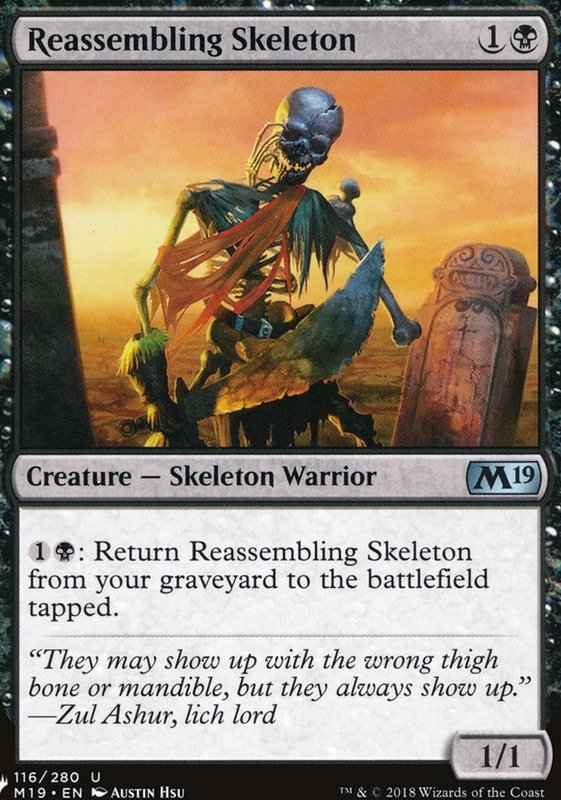 Reassembling Skeleton 1
Creature — Skeleton Warrior M19
1: Return Reassembling Skeleton
from your graveyard to the battlefield
tapped.
“They may show up with the wrong thigh
bone or mandible, but they always show up.”
—Zul Ashur, lich lord
1/1
116/280 U
M19 • EN Austin Hsu ™ & © 2018 Wizards of the Coast